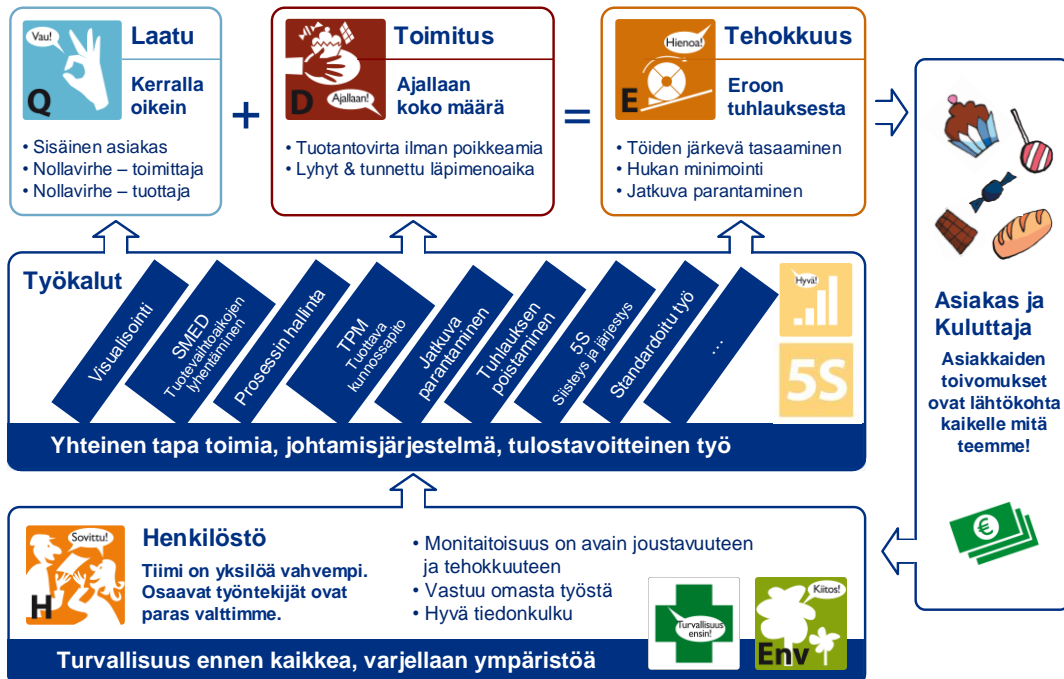 Vau!
Q
Laatu
Kerralla
oikein
• Sisäinen asiakas
• Nollavirhe – toimittaja
• Nollavirhe – tuottaja
+
D
Ajallaan!
Toimitus
Ajallaan
koko määrä
• Tuotantovirta ilman poikkeamia
• Lyhyt & tunnettu läpimenoaika
=
Hienoa!
E
Tehokkuus
Eroon
tuhlauksesta
• Töiden järkevä tasaaminen
• Hukan minimointi
• Jatkuva parantaminen
Työkalut
Visualisointi
SMED
Tuotevaihtoaikojen
lyhentäminen
Prosessin hallinta
TPM
Tuottava
kunnossapito
Jatkuva
parantaminen
Tuhlauksen
poistaminen
5S
Siisteys ja järjestys
Standardoitu työ
...
Hyvä!
5S
Yhteinen tapa toimia, johtamisjärjestelmä, tulostavoitteinen työ
Sovittu!
H
Henkilöstö
Tiimi on yksilöä vahvempi.
Osaavat työntekijät ovat
paras valttimme.
• Monitaitoisuus on avain joustavuuteen
ja tehokkuuteen
• Vastuu omasta työstä
• Hyvä tiedonkulku
Turvallisuus
ensin!
Kiitos!
Env
Turvallisuus ennen kaikkea, varjellaan ympäristöä
Asiakas ja
Kuluttaja
Asiakkaiden
toivomukset
ovat lähtökohta
kaikelle mitä
teemme!
€